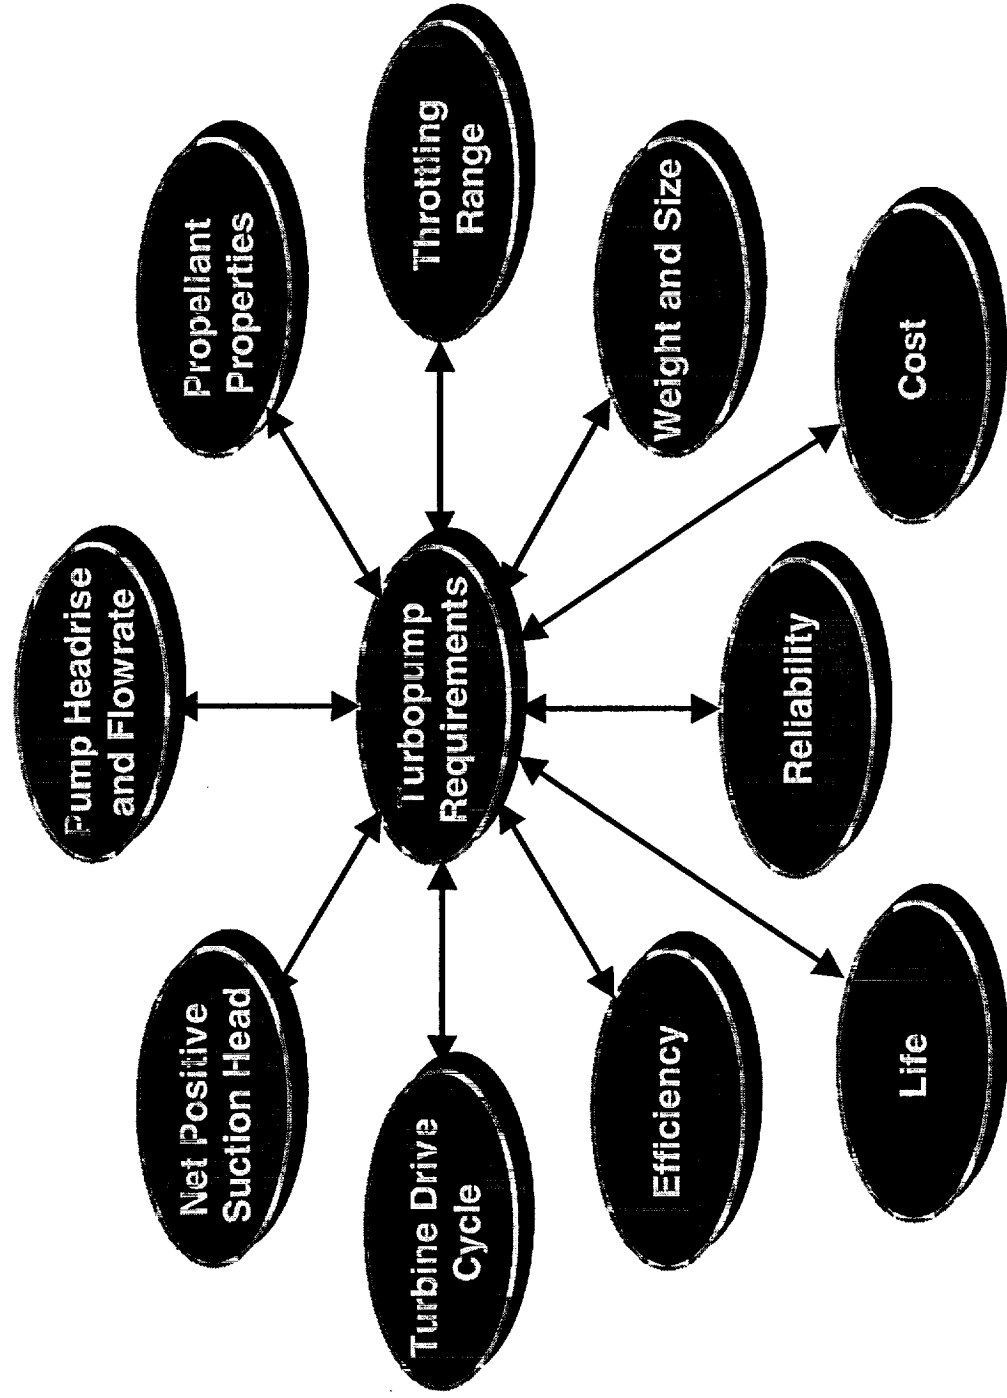 Pump Headrise
and Flowrate
Net Positive
Suction Head
Propellant
Properties
Turbine Drive
Cycle
Turbopump
Requirements
Throttling
Range
Efficiency
Weight and Size
Life
Reliability
Cost